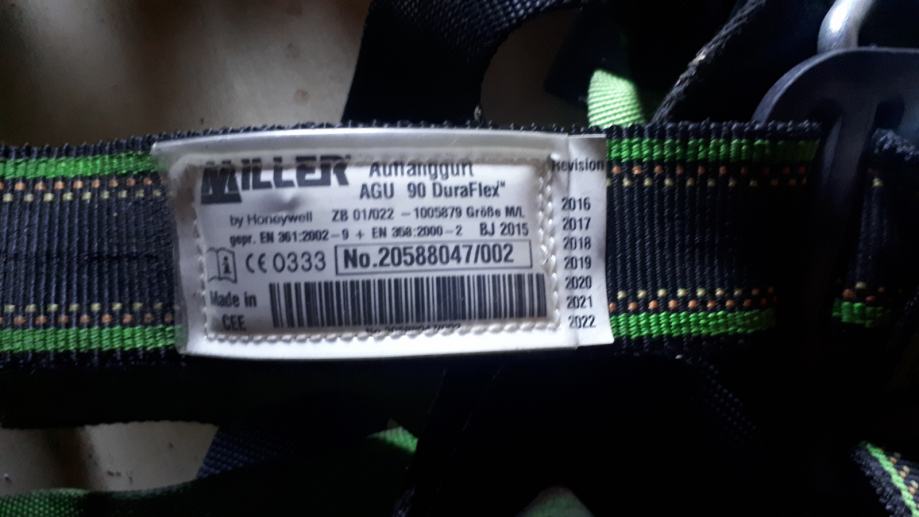 MILLER
Auffanggurt
AGU 90 DuraFlex™
by Honeywell ZB 01/022 - 1005879 Größe M/L
gepr. EN 361:2002-9 + EN 358:2000-2 BJ 2015
CE 0333 No.20588047/002
Made in
CEE
Revision
2016
2017
2018
2019
2020
2021
2022